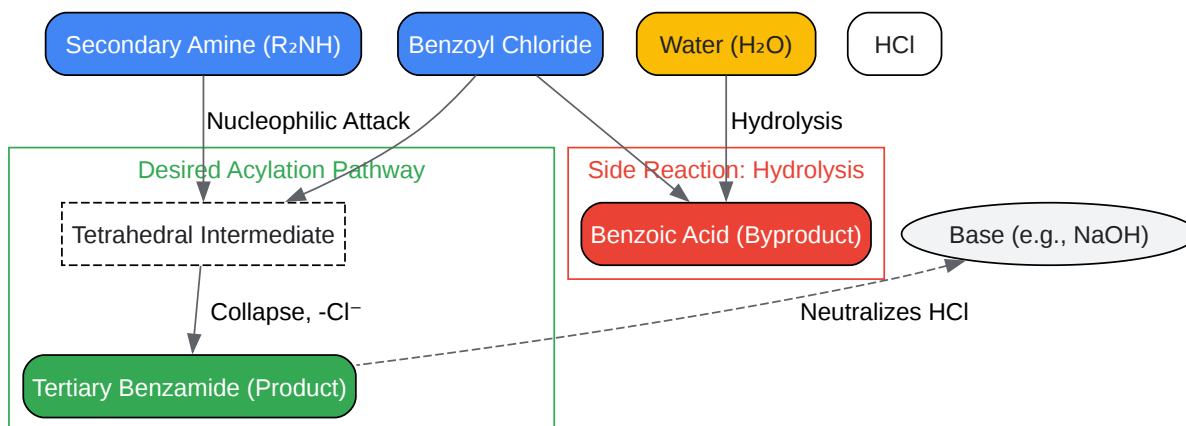 Secondary Amine (R₂NH)
Benzoyl Chloride
Water (H₂O)
HCl
Nucleophilic Attack
Hydrolysis
Desired Acylation Pathway
Side Reaction: Hydrolysis
Tetrahedral Intermediate
Benzoic Acid (Byproduct)
Base (e.g., NaOH)
Collapse, -Cl⁻
Neutralizes HCl
Tertiary Benzamide (Product)